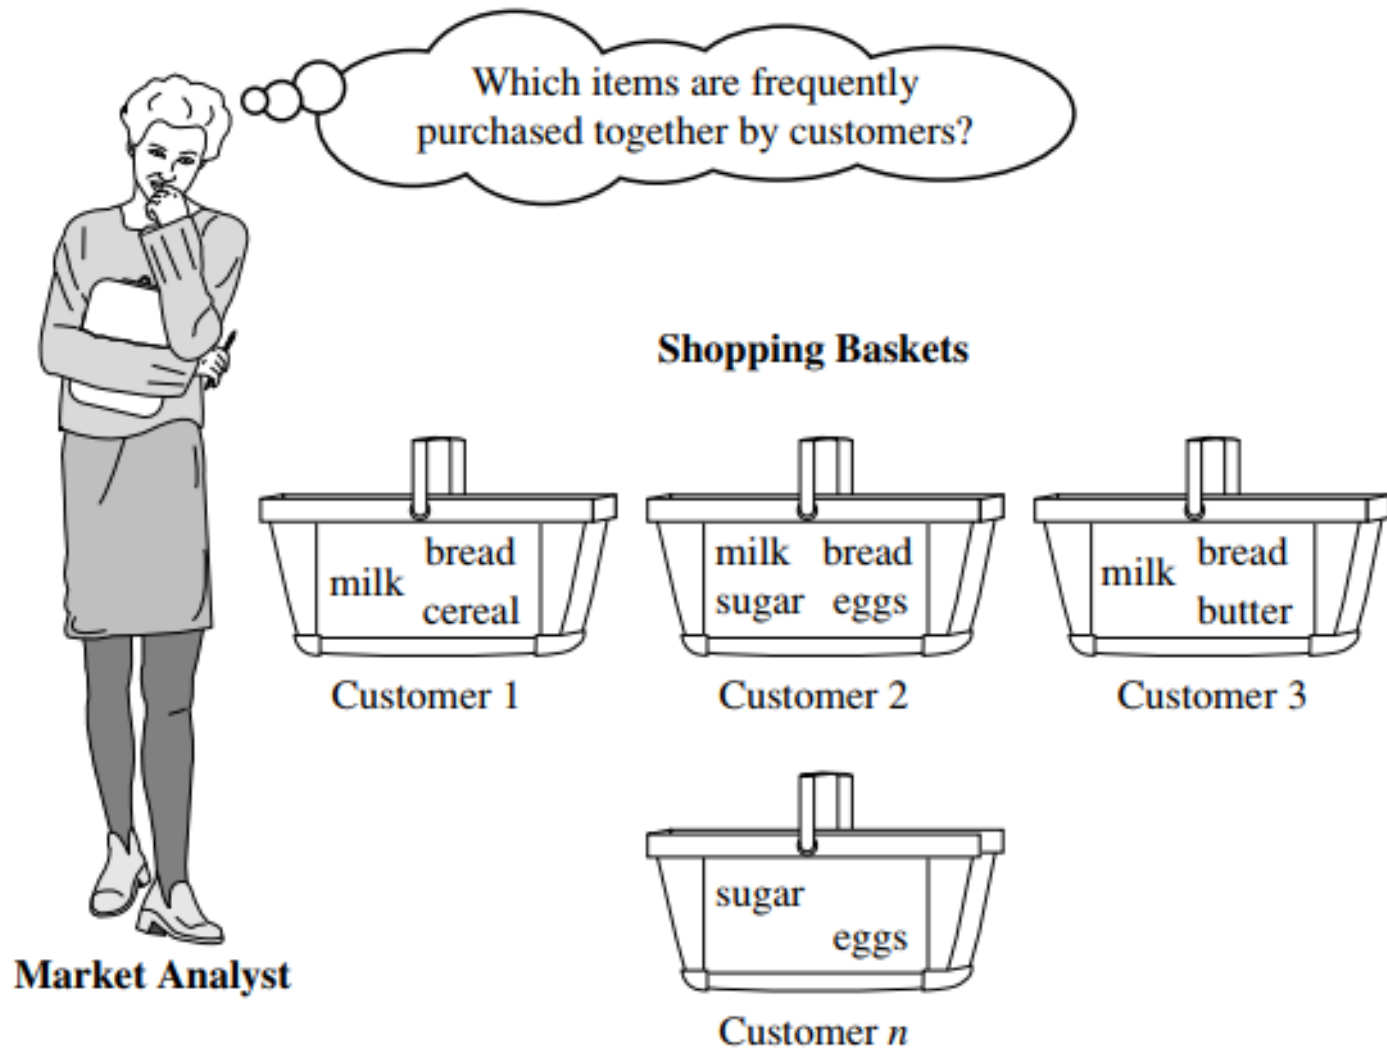 Which items are frequently
purchased together by customers?
Shopping Baskets
bread
milk
cereal
Customer 1
milk bread
sugar eggs
Customer 2
bread
milk
butter
Customer 3
sugar
eggs
Customer n
Market Analyst